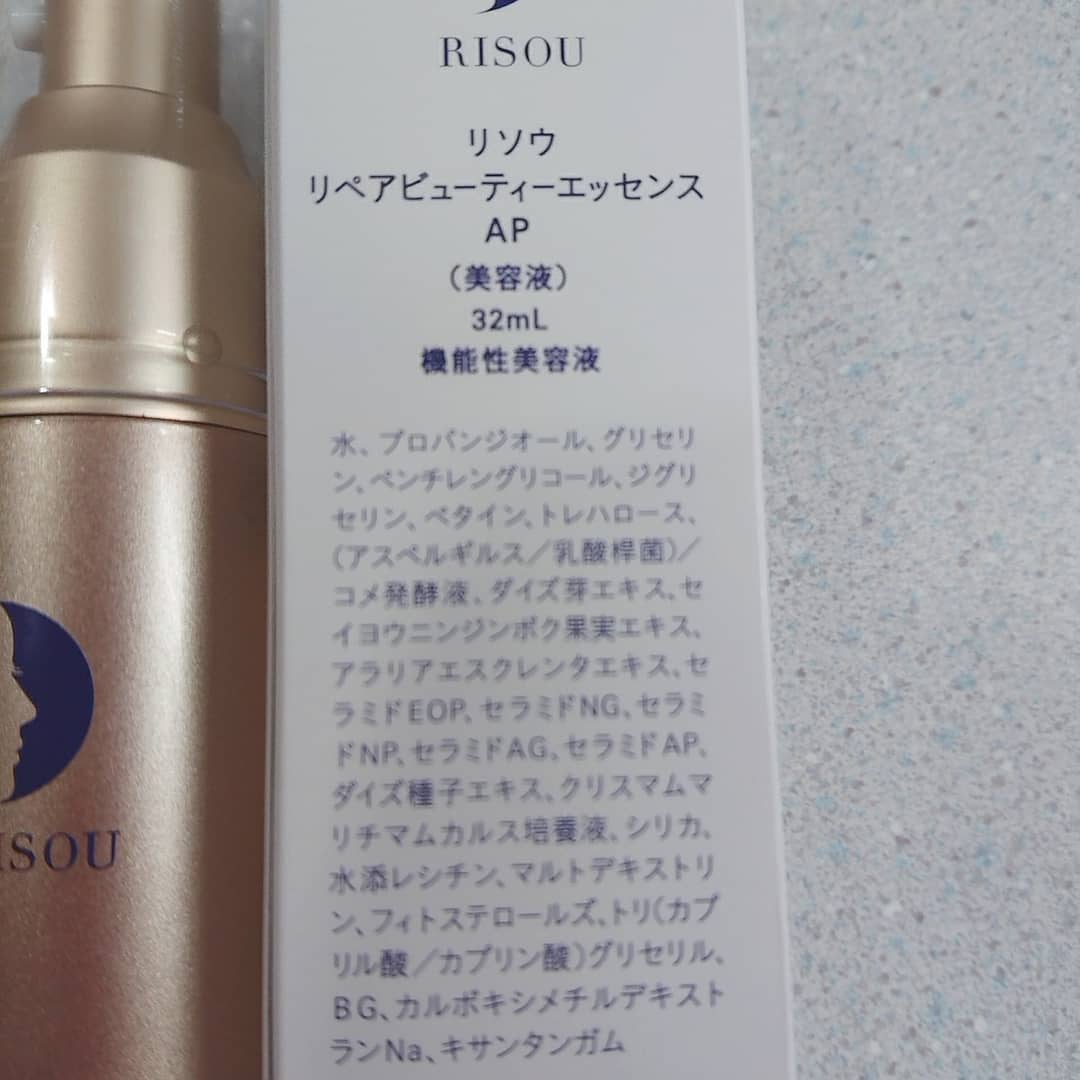 RISOU
リソウ
リペアビューティーエッセンス
AP
(美容液)
32mL
機能性美容液
水、プロパンジオール、グリセリ
ン、ペンチレングリコール、ジグリ
セリン、ベタイン、トレハロース、
(アスペルギルス/乳酸桿菌)/
コメ発酵液、ダイズ芽エキス、セ
イヨウニンジンボク果実エキス、
アラリアエスクレンタエキス、セ
ラミドEOP、セラミドNG、セラミ
ドNP、セラミドAG、セラミドAP、
ダイズ種子エキス、クリスマムマ
リチマムカルス培養液、シリカ、
水添レシチン、マルトデキストリ
ン、フィトステロールズ、トリ(カプ
リル酸/カプリン酸)グリセリル、
BG、カルボキシメチルデキスト
ランNa、キサンタンガム
ISOU